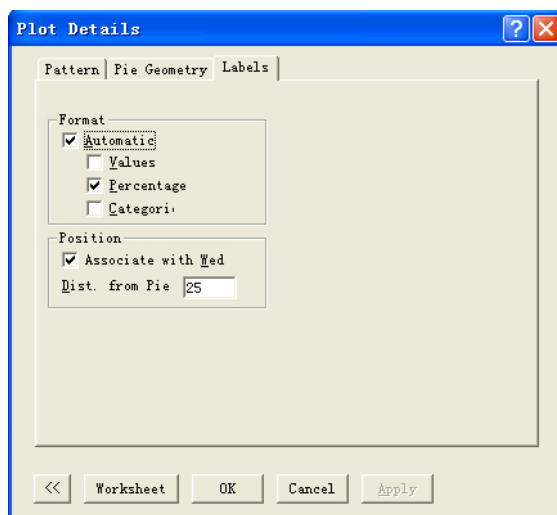 Plot Details
Pattern Pie Geometry Labels
Format
Automatic
Values
Percentage
Categori
Position
Associate with Wed
Dist. from Pie 25
<< Worksheet OK Cancel Apply